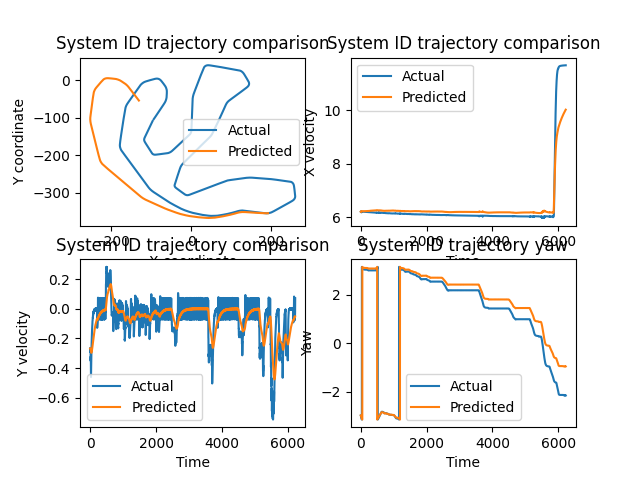 System ID trajectory comparison
System ID trajectory comparison
Y coordinate
0
−100
−200
−300
Actual
Predicted
−200
0
200
X coordinate
X velocity
10
8
6
Actual
Predicted
0
2000
4000
6000
Time
System ID trajectory comparison
System ID trajectory yaw
Y velocity
0.2
0.0
−0.2
−0.4
−0.6
Actual
Predicted
0
2000
4000
6000
Time
Yaw
2
0
−2
Actual
Predicted
0
2000
4000
6000
Time